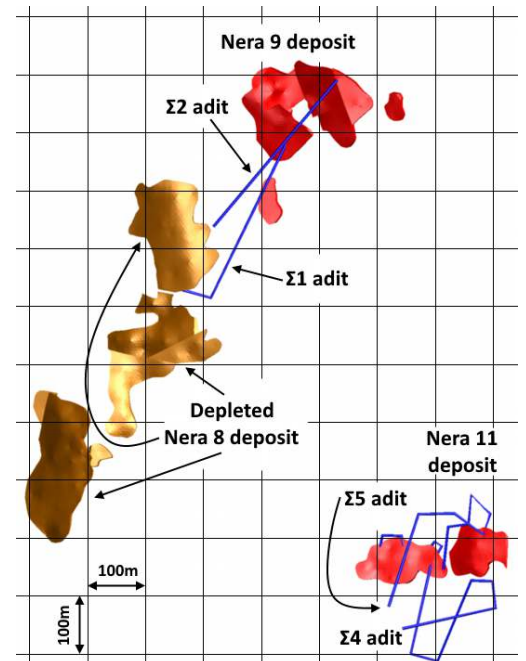 Nera 9 deposit
Σ2 adit
Σ1 adit
Depleted
Nera 8 deposit
Nera 11
deposit
Σ5 adit
100m
100m
Σ4 adit